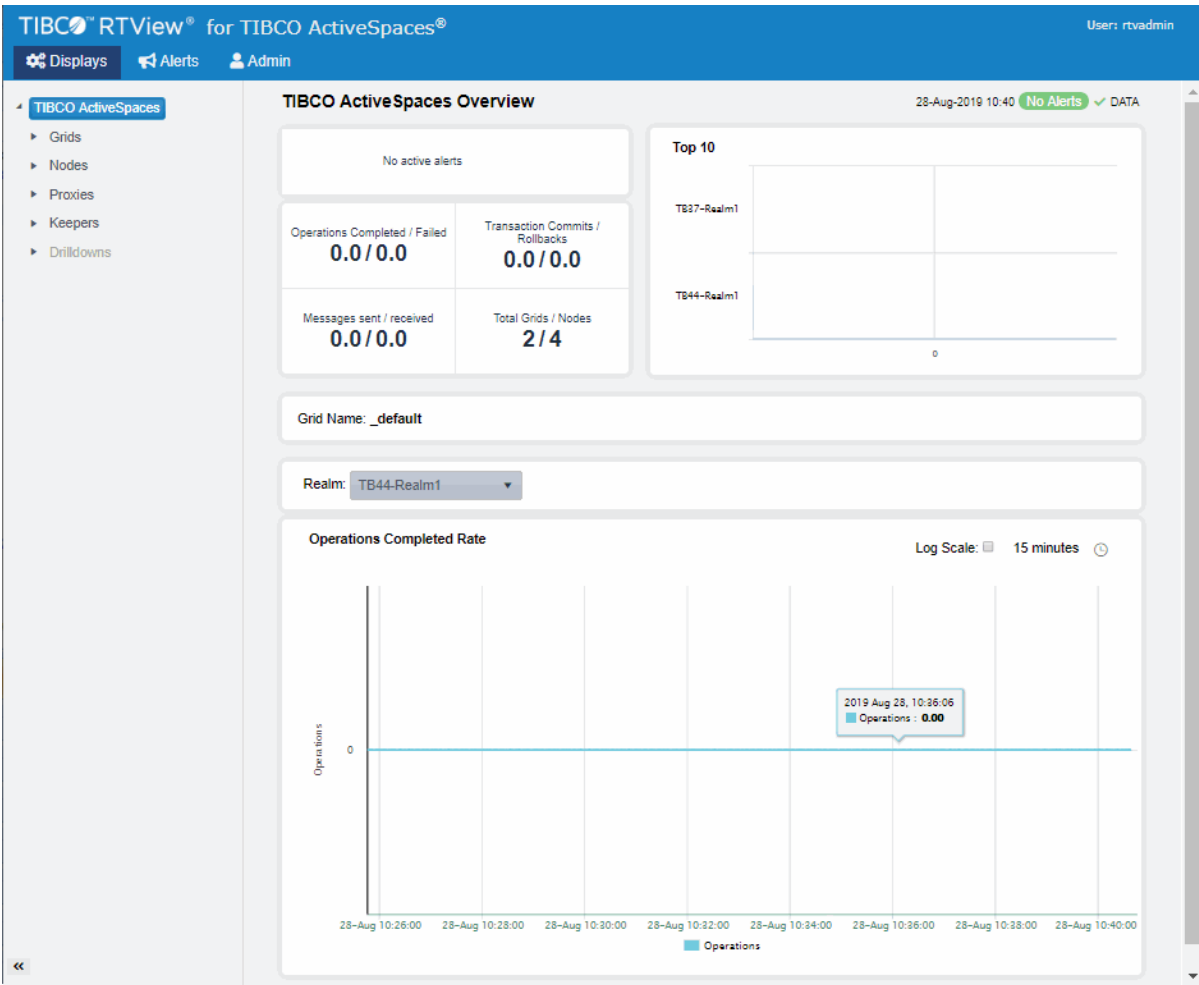 TIBCO™ RTView® for TIBCO ActiveSpaces®
User: rtvadmin
Displays
Alerts
Admin
TIBCO ActiveSpaces
Grids
Nodes
Proxies
Keepers
Drilldowns
TIBCO ActiveSpaces Overview
28-Aug-2019 10:40 No Alerts DATA
No active alerts
Operations Completed / Failed
0.0 / 0.0
Transaction Commits /
Rollbacks
0.0 / 0.0
Messages sent / received
0.0 / 0.0
Total Grids / Nodes
2 / 4
Top 10
TB37-Realm1
TB44-Realm1
0
Grid Name: _default
Realm: TB44-Realm1
Operations Completed Rate
Log Scale: 15 minutes
2019 Aug 28, 10:36:06
Operations : 0.00
Operations
0
28-Aug 10:26:00 28-Aug 10:28:00 28-Aug 10:30:00 28-Aug 10:32:00 28-Aug 10:34:00 28-Aug 10:36:00 28-Aug 10:38:00 28-Aug 10:40:00
Operations